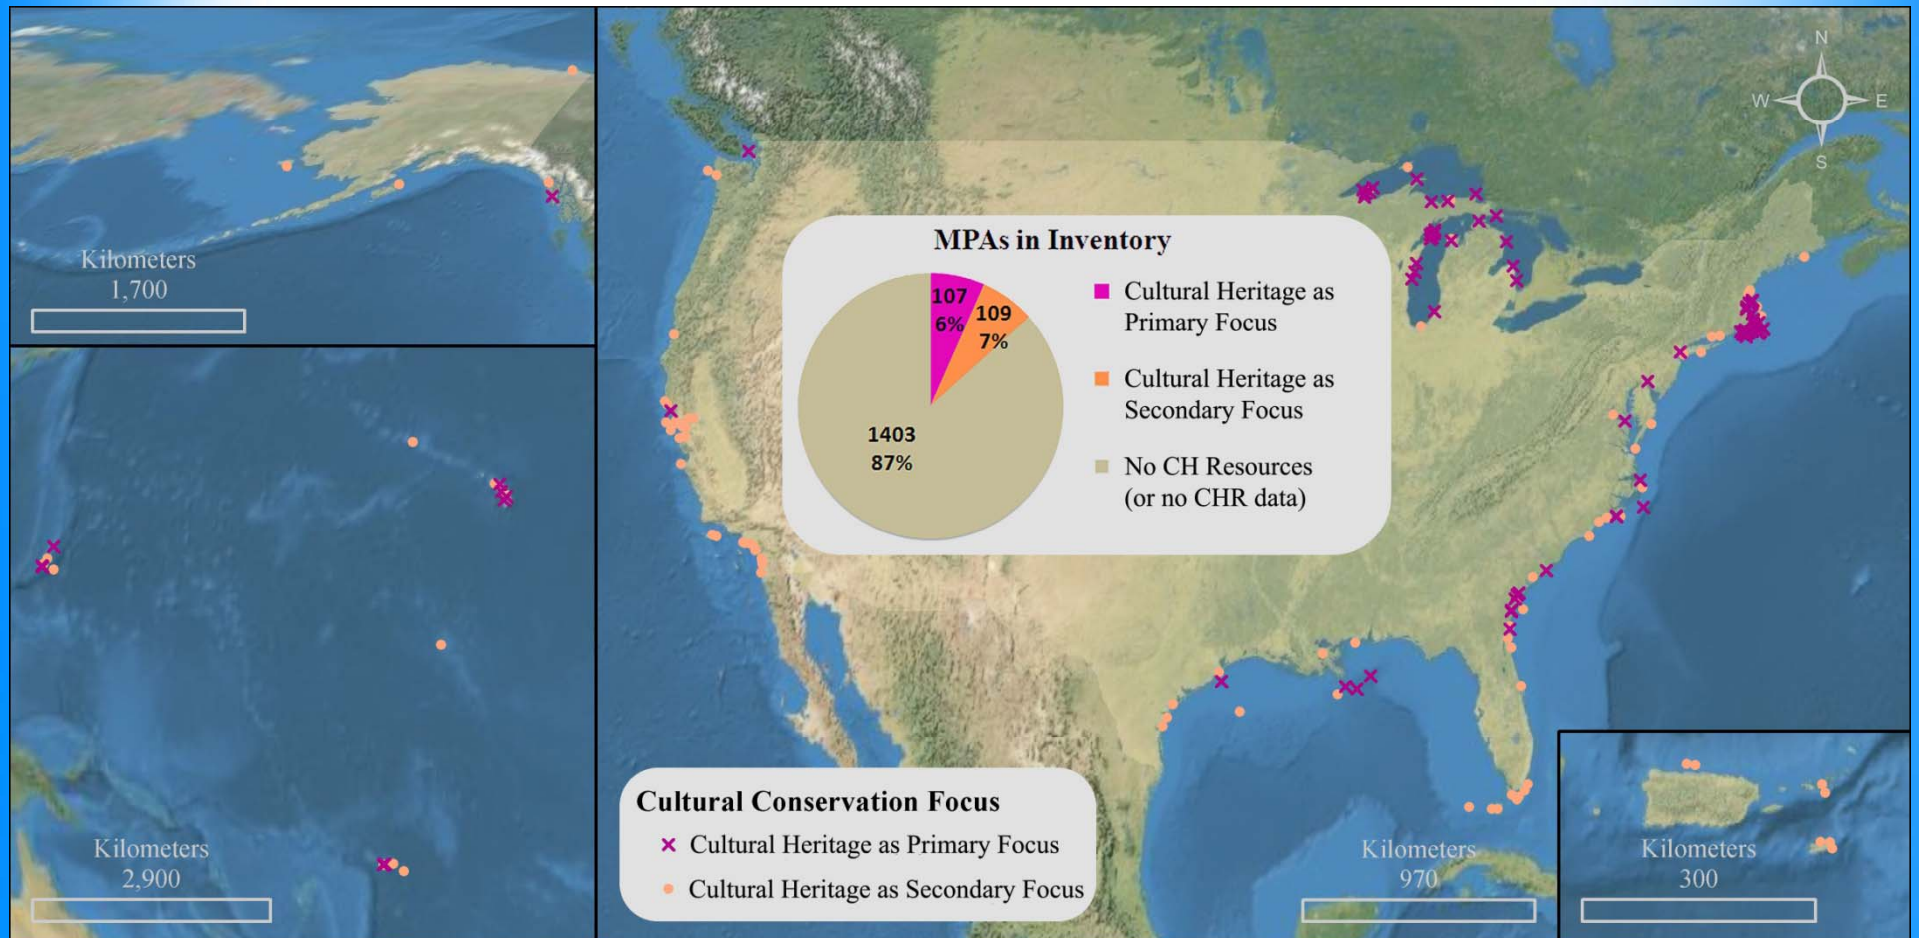 Kilometers
1,700
Kilometers
2,900
N
W
E
S
MPAs in Inventory
107
6%
109
7%
1403
87%
Cultural Heritage as
Primary Focus
Cultural Heritage as
Secondary Focus
No CH Resources
(or no CHR data)
Cultural Conservation Focus
Cultural Heritage as Primary Focus
Cultural Heritage as Secondary Focus
Kilometers
970
Kilometers
300